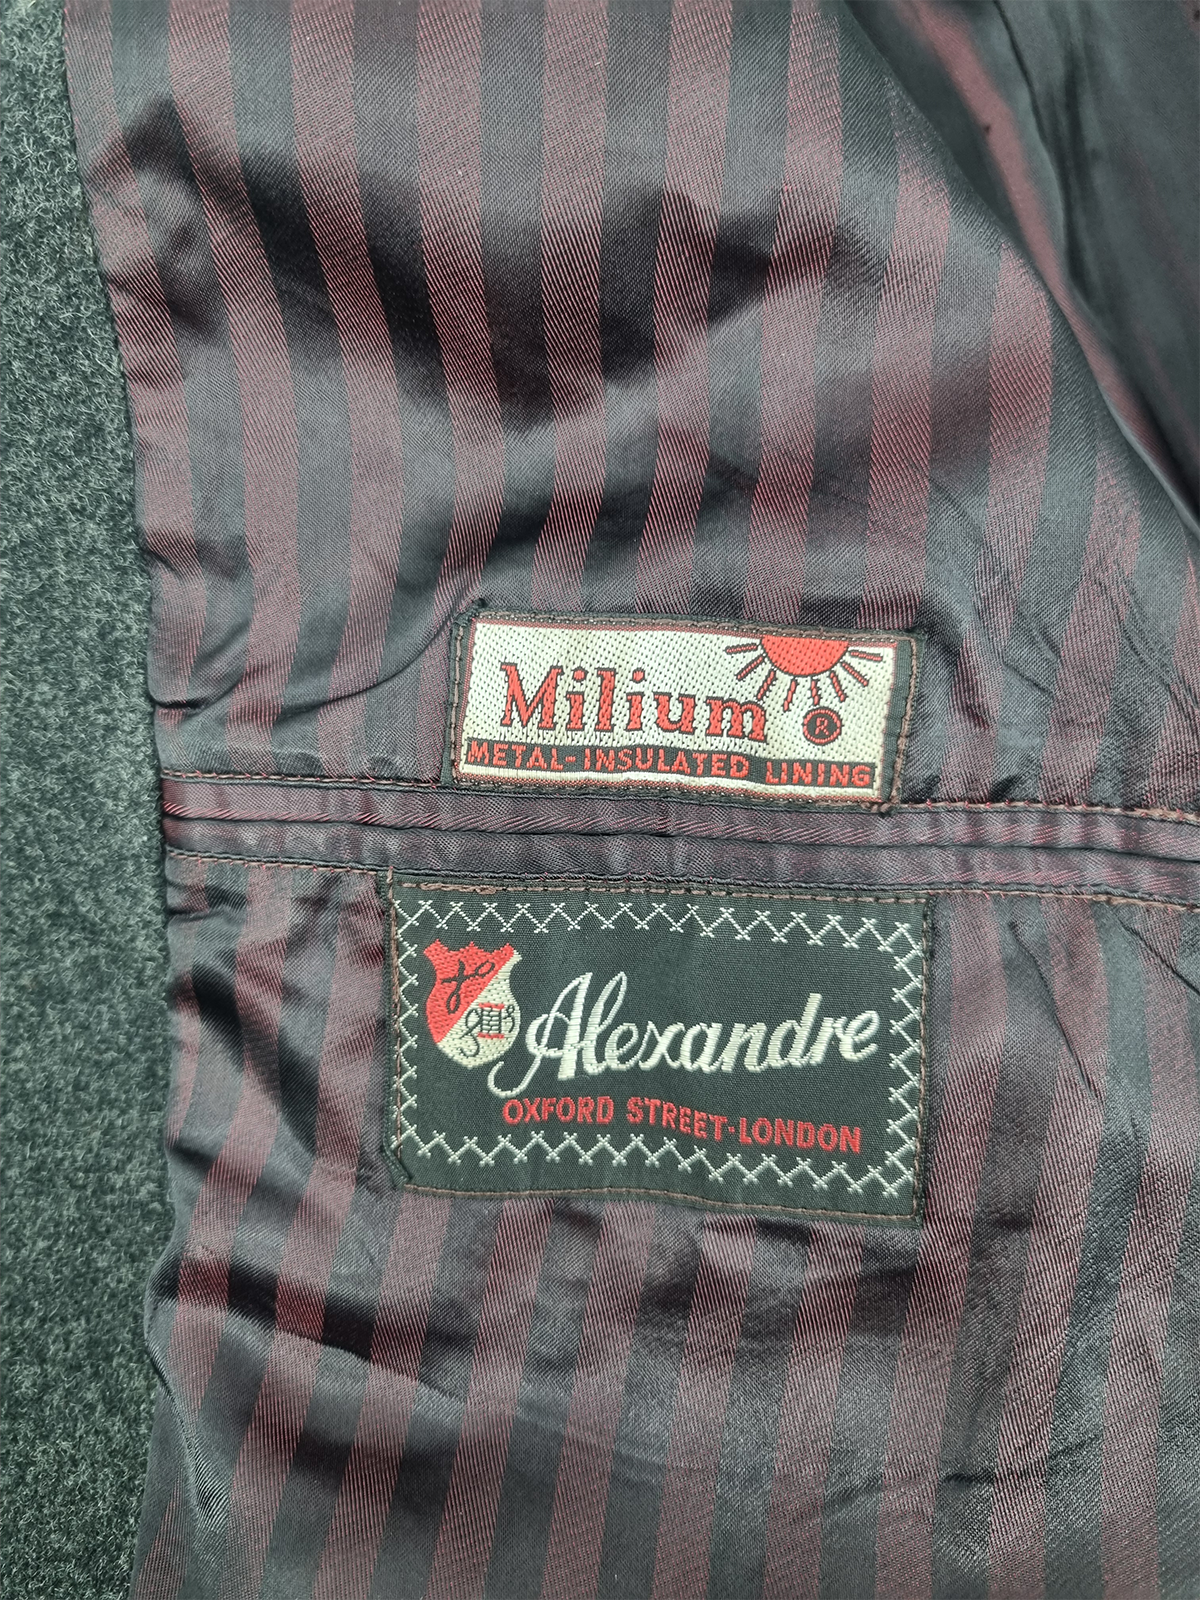 Milium ®
METAL-INSULATED LINING
Alexandre
OXFORD STREET-LONDON